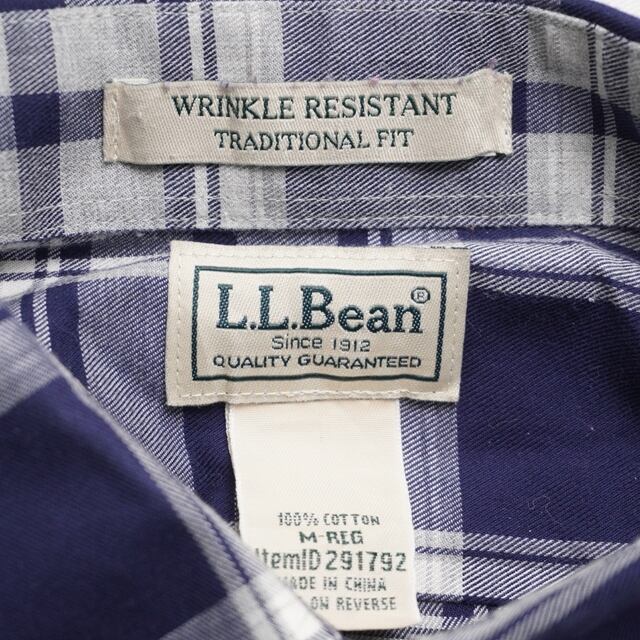 WRINKLE RESISTANT
TRADITIONAL FIT
L.L.Bean®
Since 1912
QUALITY GUARANTEED
100% COTTON
M-REG
ItemID 291792
MADE IN CHINA
ON REVERSE